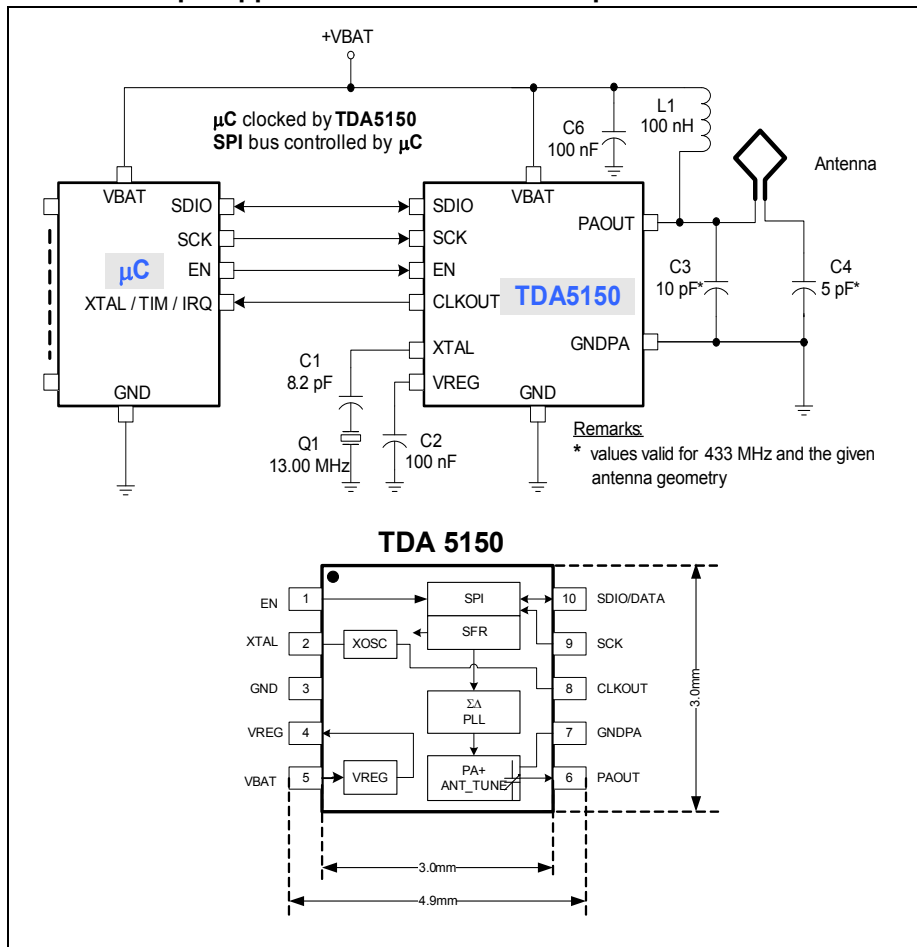 +VBAT
µC clocked by TDA5150
SPI bus controlled by µC
C6
100 nF
L1
100 nH
Antenna
VBAT
SDIO
SCK
EN
XTAL / TIM / IRQ
µC
GND
VBAT
SDIO
SCK
EN
CLKOUT
XTAL
VREG
TDA5150
PAOUT
GNDPA
GND
C3
10 pF*
C4
5 pF*
C1
8.2 pF
Q1
13.00 MHz
C2
100 nF
Remarks:
* values valid for 433 MHz and the given
antenna geometry
TDA 5150
EN 1
XTAL 2
GND 3
VREG 4
VBAT 5
SPI
SFR
XOSC
ΣΔ
PLL
VREG
PA+
ANT_TUNE
10 SDIO/DATA
9 SCK
8 CLKOUT
7 GNDPA
6 PAOUT
3.0mm
3.0mm
4.9mm